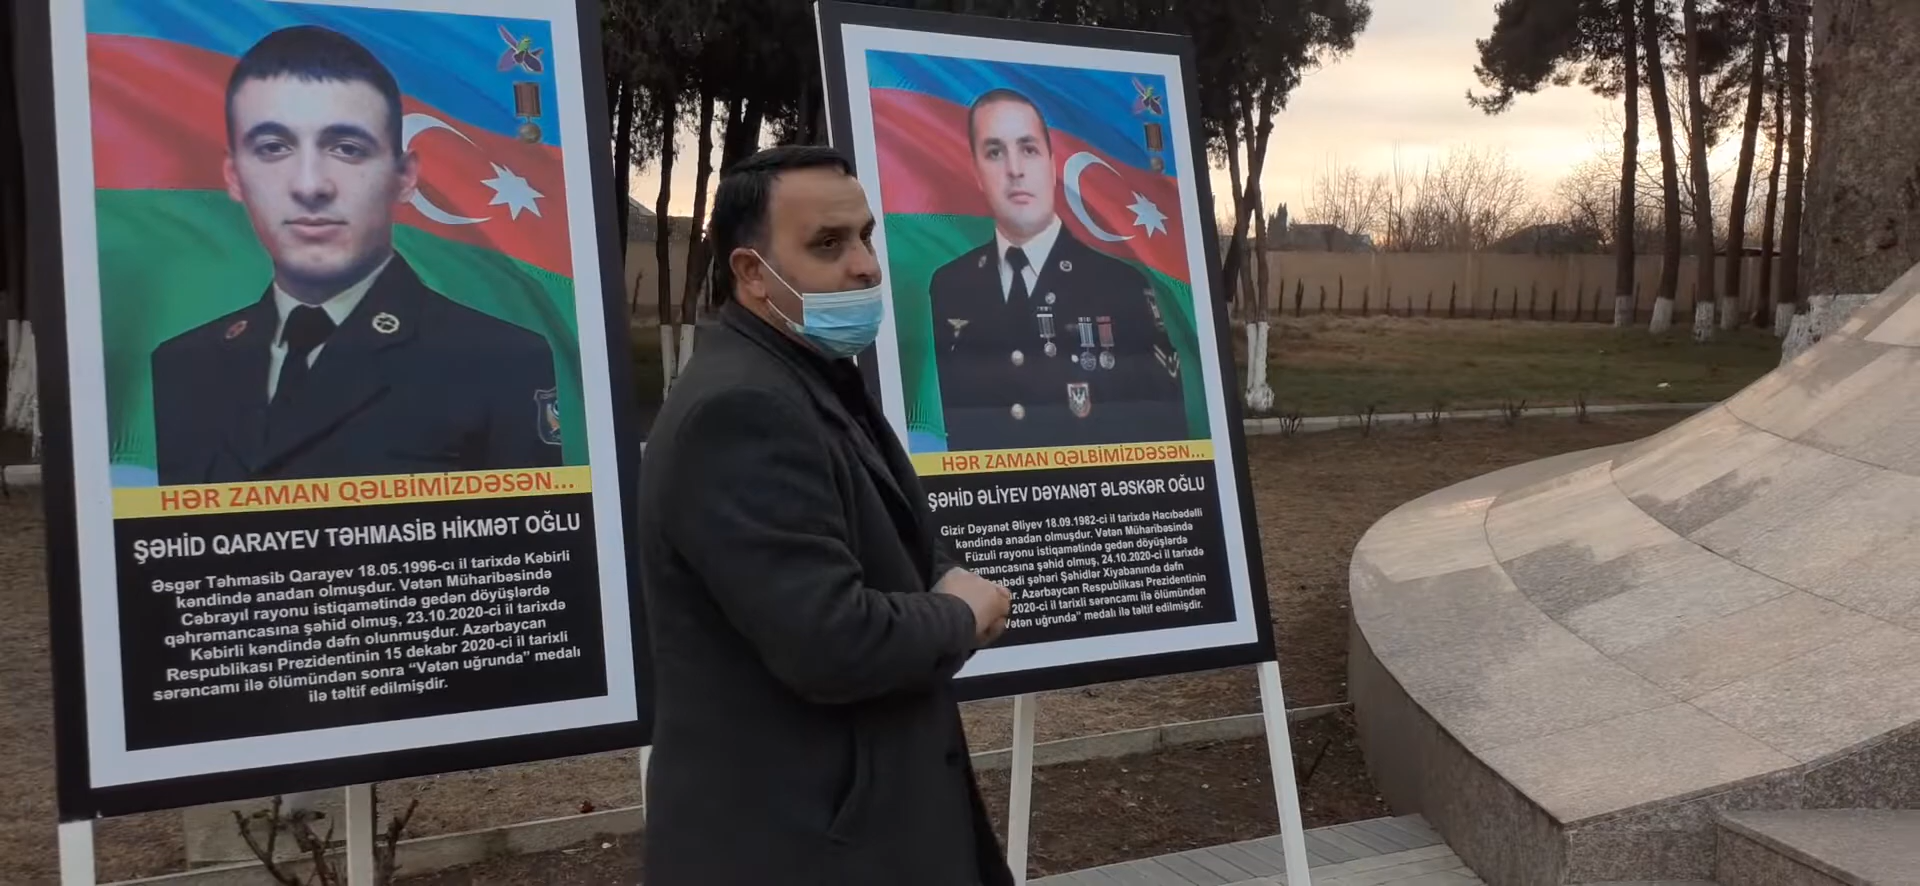 HƏR ZAMAN QƏLBİMİZDƏSƏN...
ŞƏHİD QARAYEV TƏHMASİB HİKMƏT OĞLU
Əsgər Təhmasib Qarayev 18.05.1996-cı il tarixdə Kəbirli
kəndində anadan olmuşdur. Vətən Müharibəsində
Cəbrayıl rayonu istiqamətində gedən döyüşlərdə
qəhrəmancasına şəhid olmuş, 23.10.2020-ci il tarixdə
Kəbirli kəndində dəfn olunmuşdur. Azərbaycan
Respublikası Prezidentinin 15 dekabr 2020-ci il tarixli
sərəncamı ilə ölümündən sonra "Vətən uğrunda" medalı
ilə təltif edilmişdir.
HƏR ZAMAN QƏLBİMİZDƏSƏN...
ŞƏHİD ƏLİYEV DƏYANƏT ƏLƏSKƏR OĞLU
Gizir Dəyanət Əliyev 18.09.1982-ci il tarixdə Hacıbədəlli
kəndində anadan olmuşdur. Vətən Müharibəsində
Füzuli rayonu istiqamətində gedən döyüşlərdə
şəhid olmuş, 24.10.2020-ci il tarixdə
şəhəri Şəhidlər Xiyabanında dəfn
Azərbaycan Respublikası Prezidentinin
2020-ci il tarixli sərəncamı ilə ölümündən
"Vətən uğrunda" medalı ilə təltif edilmişdir.